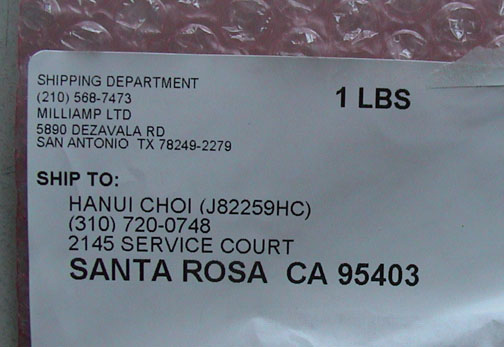 SHIPPING DEPARTMENT
(210) 568-7473
1 LBS
MILLIAMP LTD
5890 DEZAVALA RD
SAN ANTONIO TX 78249-2279
SHIP TO:
HANUI CHOI (J82259HC)
(310) 720-0748
2145 SERVICE COURT
SANTA ROSA CA 95403